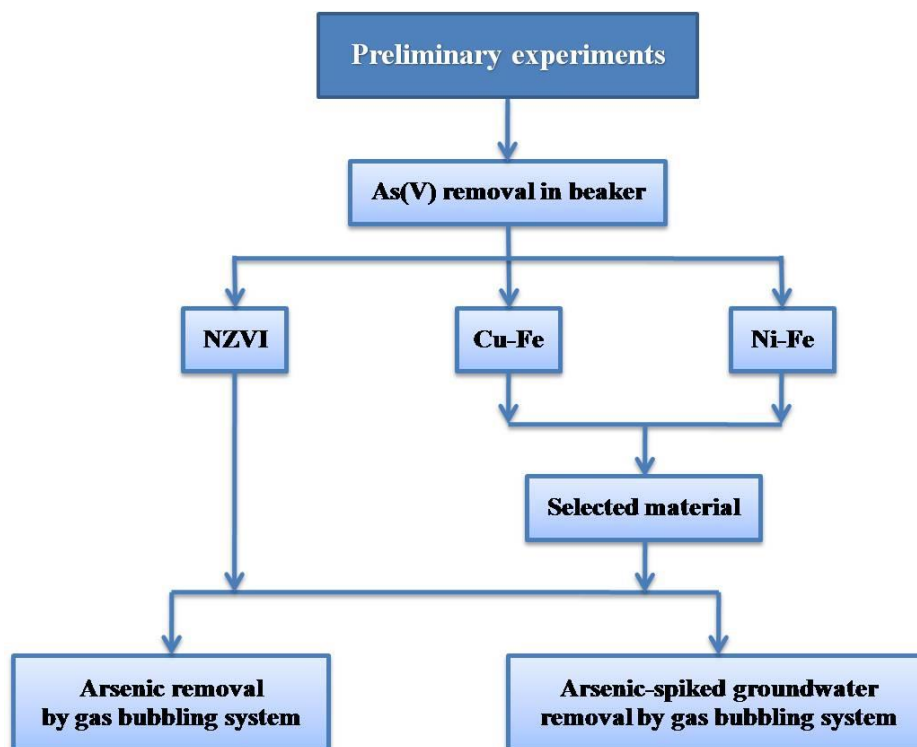 Preliminary experiments
As(V) removal in beaker
NZVI
Cu-Fe
Ni-Fe
Selected material
Arsenic removal
by gas bubbling system
Arsenic-spiked groundwater
removal by gas bubbling system